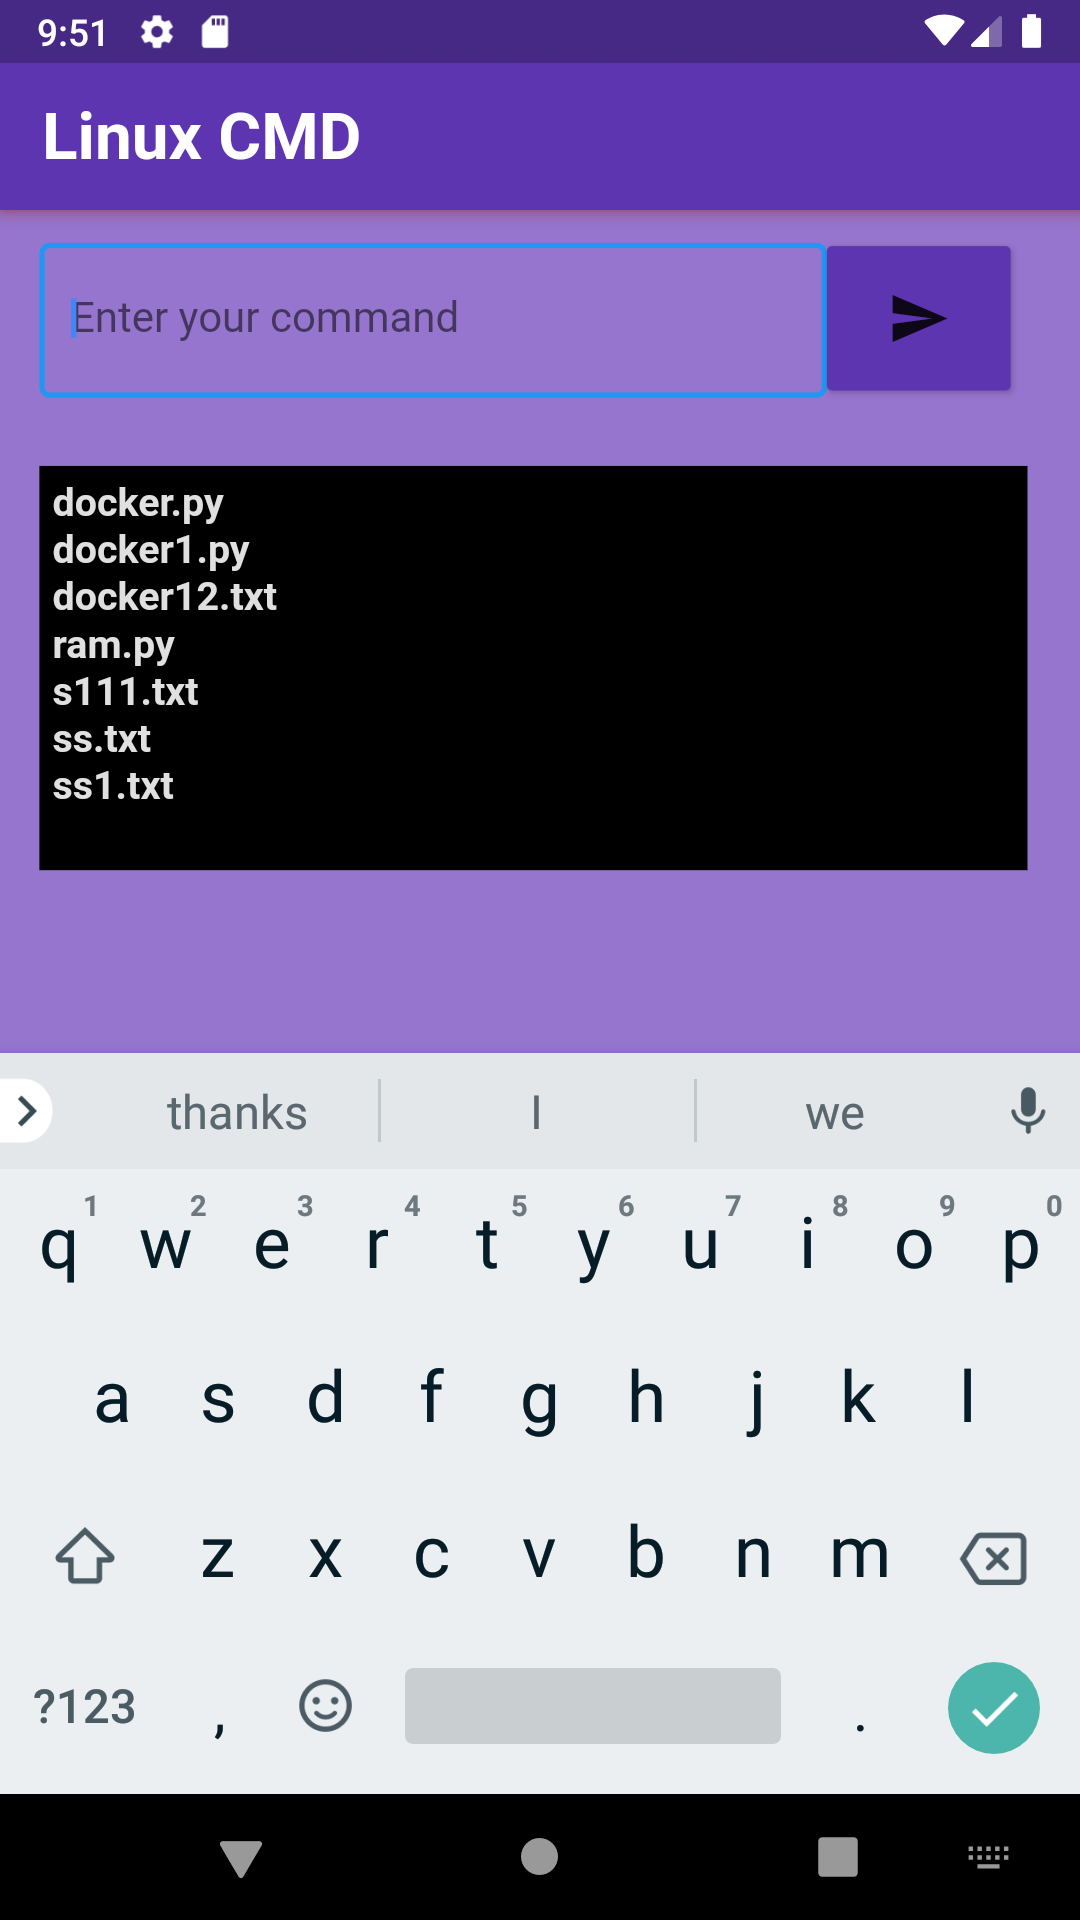 9:51
Linux CMD
Enter your command
docker.py
docker1.py
docker12.txt
ram.py
s111.txt
ss.txt
ss1.txt
thanks I we
1 2 3 4 5 6 7 8 9 0
q w e r t y u i o p
a s d f g h j k l
z x c v b n m
?123 , .